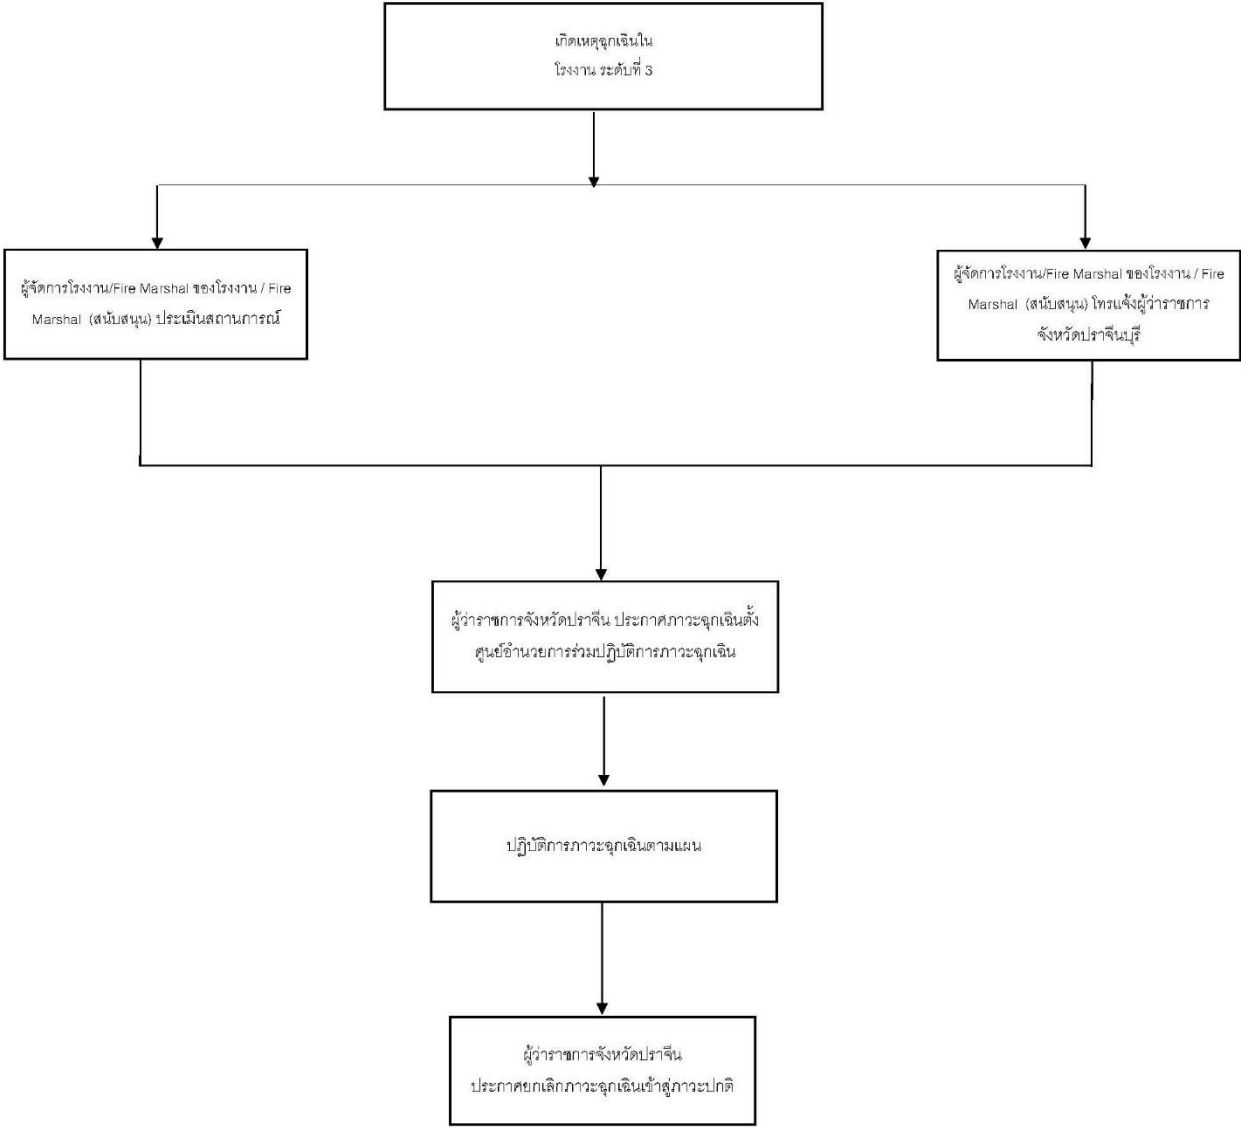 เกิดเหตุฉุกเฉินใน
โรงงาน ระดับที่ 3
ผู้จัดการโรงงาน/Fire Marshal ของโรงงาน / Fire
Marshal (สนับสนุน) ประเมินสถานการณ์
ผู้จัดการโรงงาน/Fire Marshal ของโรงงาน / Fire
Marshal (สนับสนุน) โทรแจ้งผู้ว่าราชการ
จังหวัดปราจีนบุรี
ผู้ว่าราชการจังหวัดปราจีน ประกาศภาวะฉุกเฉินตั้ง
ศูนย์อำนวยการร่วมปฏิบัติการภาวะฉุกเฉิน
ปฏิบัติการภาวะฉุกเฉินตามแผน
ผู้ว่าราชการจังหวัดปราจีน
ประกาศยกเลิกภาวะฉุกเฉินเข้าสู่ภาวะปกติ